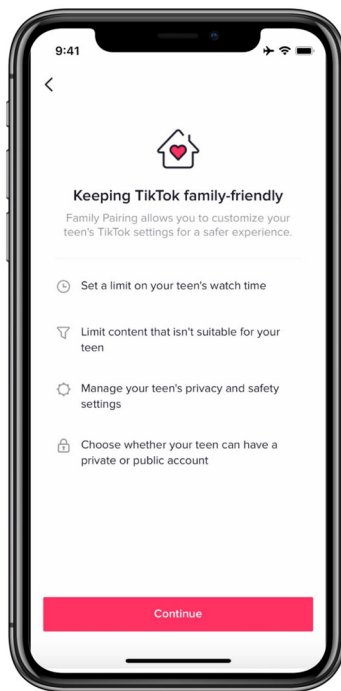 9:41
Keeping TikTok family-friendly
Family Pairing allows you to customize your
teen's TikTok settings for a safer experience.
Set a limit on your teen's watch time
Limit content that isn't suitable for your
teen
Manage your teen's privacy and safety
settings
Choose whether your teen can have a
private or public account
Continue